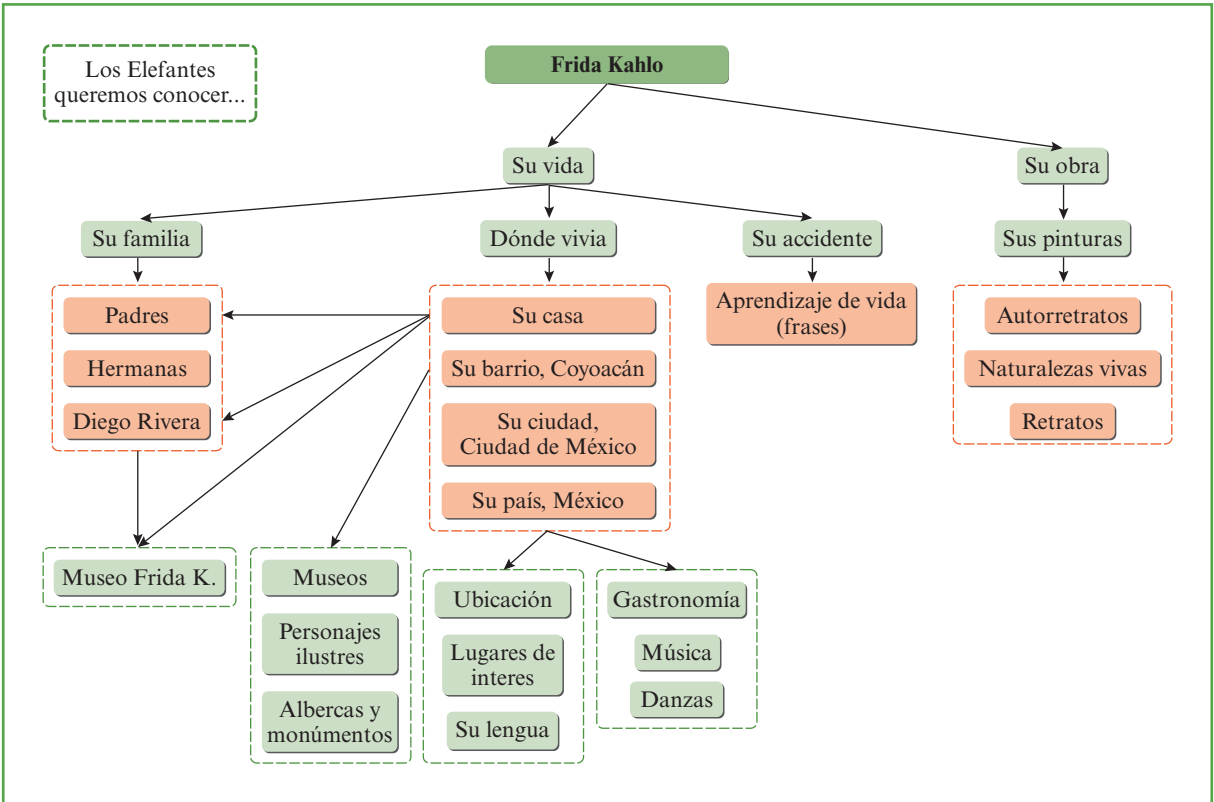 Los Elefantes
queremos conocer...
Frida Kahlo
Su vida
Su obra
Su familia
Dónde vivia
Su accidente
Sus pinturas
Padres
Hermanas
Diego Rivera
Su casa
Su barrio, Coyoacán
Su ciudad,
Ciudad de México
Su país, México
Aprendizaje de vida
(frases)
Autorretratos
Naturalezas vivas
Retratos
Museo Frida K.
Museos
Personajes
ilustres
Albercas y
monúmentos
Ubicación
Lugares de
interes
Su lengua
Gastronomía
Música
Danzas